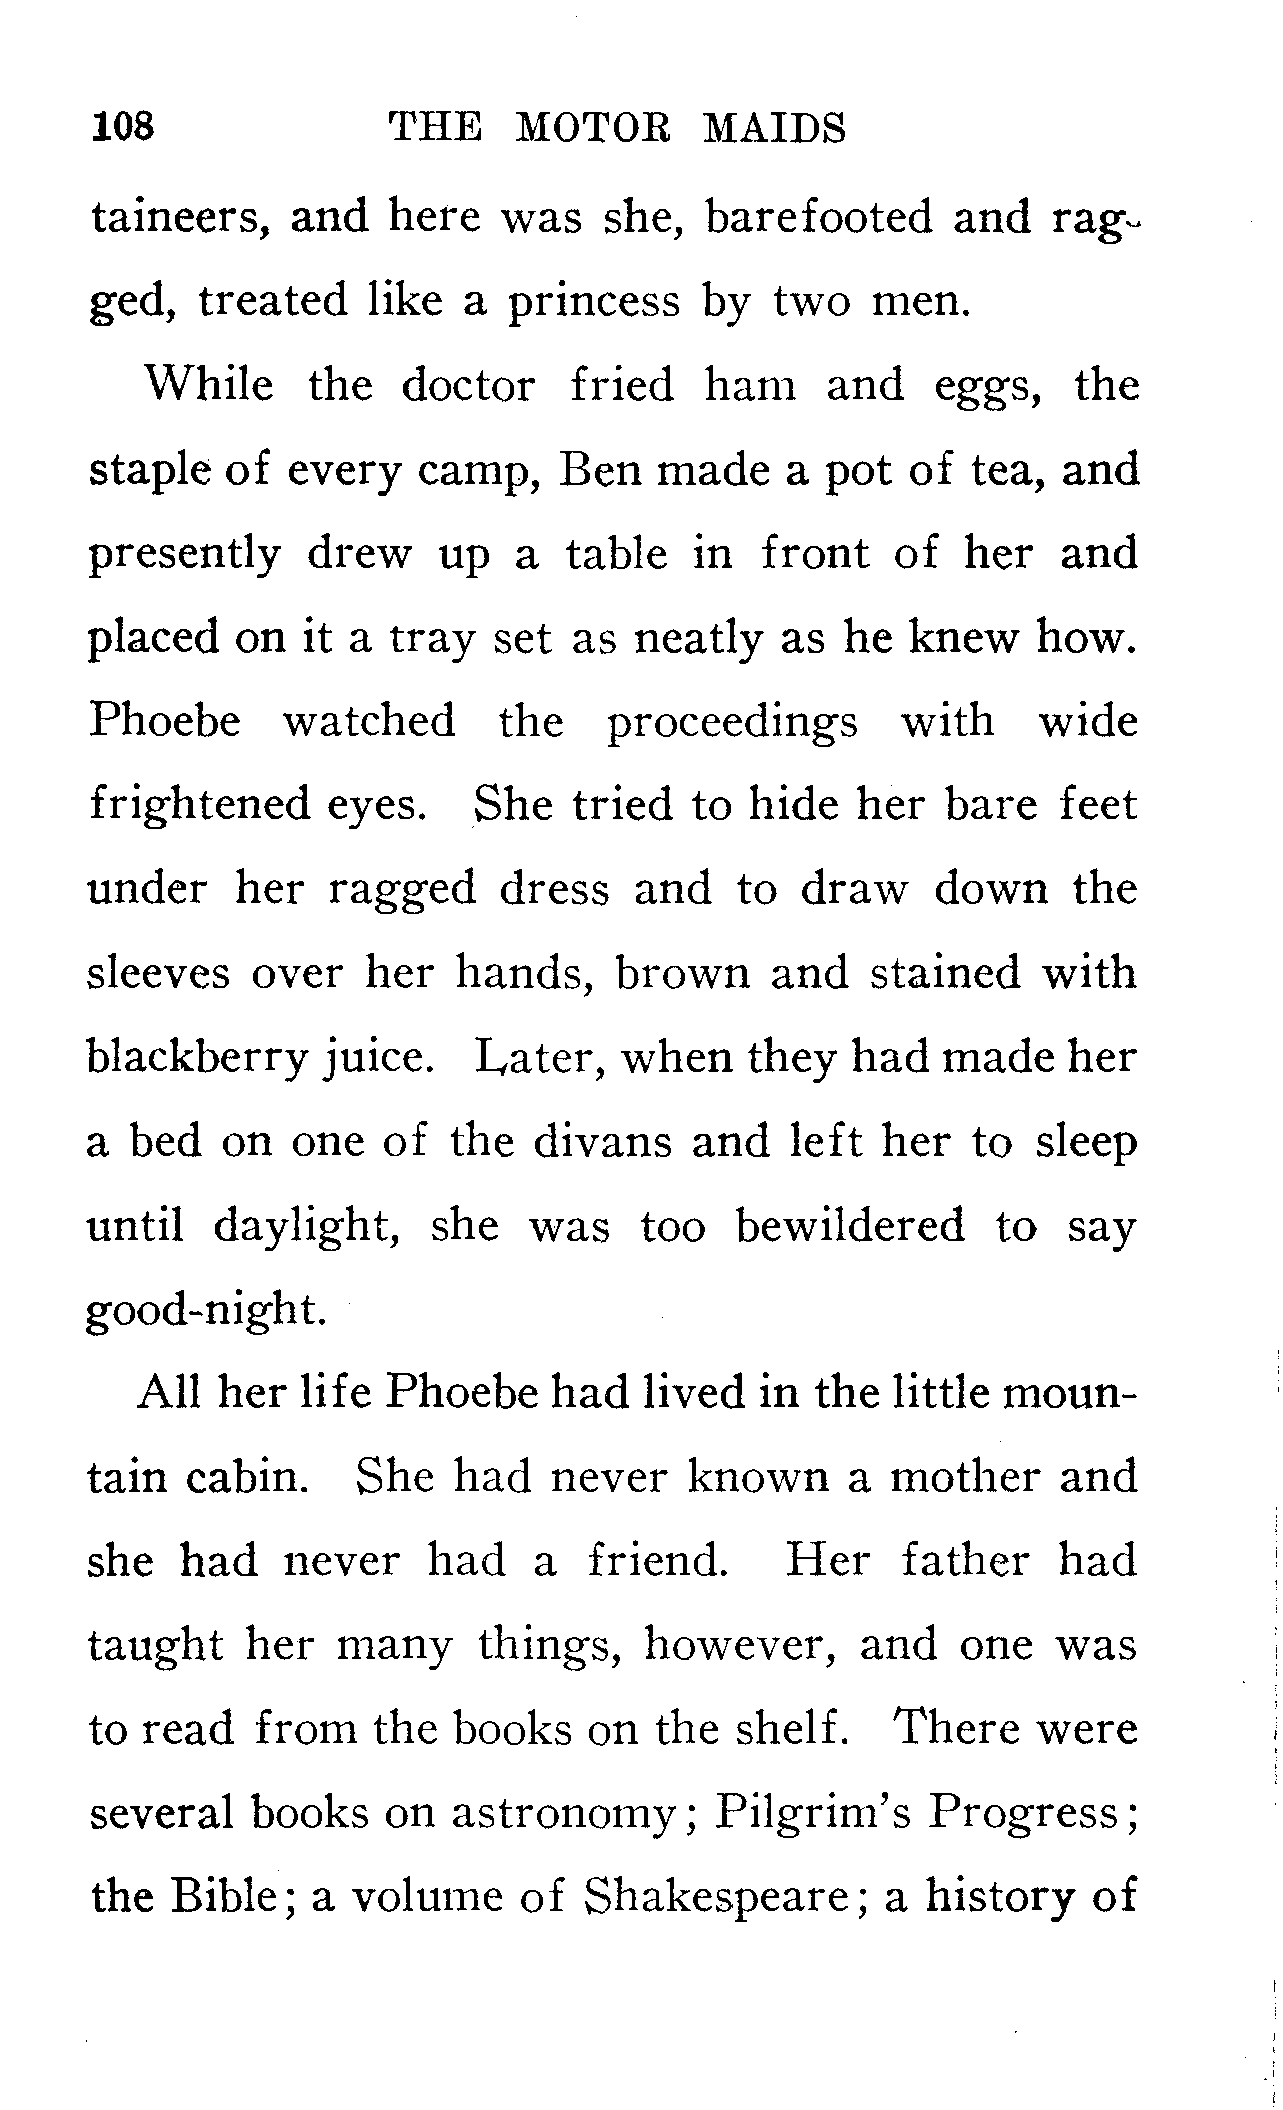 108 THE MOTOR MAIDS
taineers, and here was she, barefooted and rag-
ged, treated like a princess by two men.
While the doctor fried ham and eggs, the
staple of every camp, Ben made a pot of tea, and
presently drew up a table in front of her and
placed on it a tray set as neatly as he knew how.
Phoebe watched the proceedings with wide
frightened eyes. She tried to hide her bare feet
under her ragged dress and to draw down the
sleeves over her hands, brown and stained with
blackberry juice. Later, when they had made her
a bed on one of the divans and left her to sleep
until daylight, she was too bewildered to say
good-night.
All her life Phoebe had lived in the little moun-
tain cabin. She had never known a mother and
she had never had a friend. Her father had
taught her many things, however, and one was
to read from the books on the shelf. There were
several books on astronomy; Pilgrim's Progress;
the Bible; a volume of Shakespeare; a history of